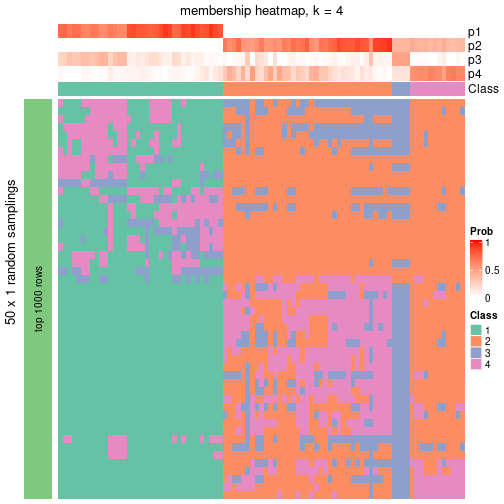 membership heatmap, k = 4
p1
p2
p3
p4
Class
50 x 1 random samplings
top 1000 rows
Prob
1
0.5
0
Class
1
2
3
4